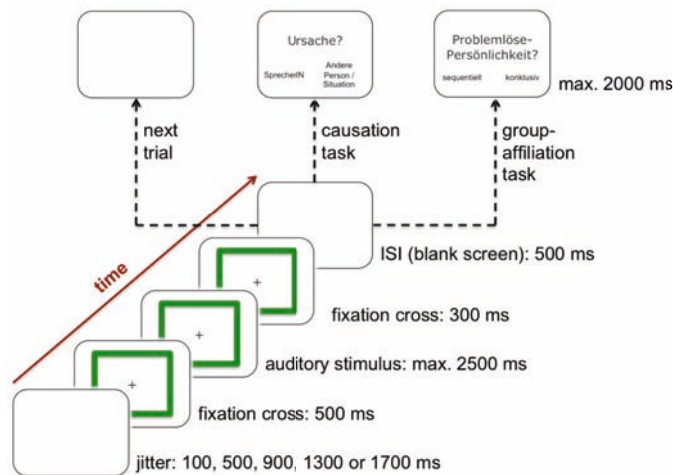 Ursache?
SprecherIN
Andere
Person /
Situation
Problemlöse-
Persönlichkeit?
sequentiell konklusiv
max. 2000 ms
next
trial
causation
task
group-
affiliation
task
time
ISI (blank screen): 500 ms
fixation cross: 300 ms
auditory stimulus: max. 2500 ms
fixation cross: 500 ms
jitter: 100, 500, 900, 1300 or 1700 ms